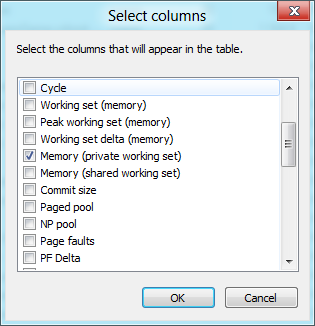 Select columns
Select the columns that will appear in the table.
Cycle
Working set (memory)
Peak working set (memory)
Working set delta (memory)
Memory (private working set)
Memory (shared working set)
Commit size
Paged pool
NP pool
Page faults
PF Delta
OK
Cancel